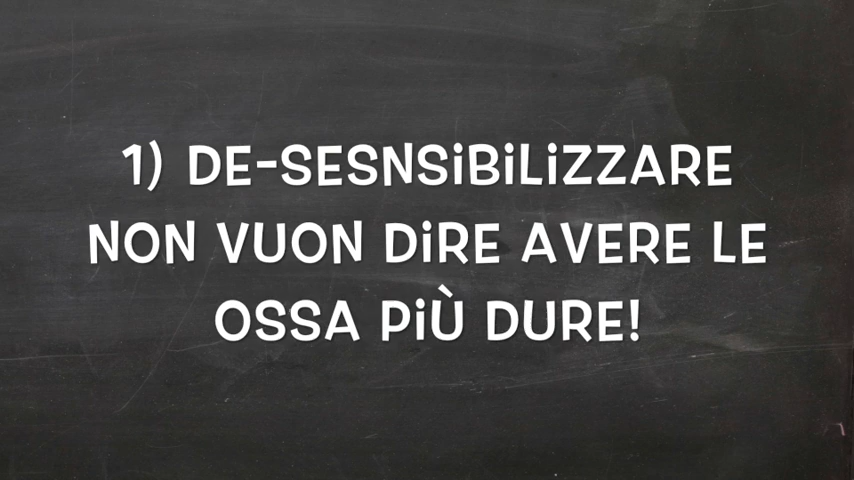 1) DE-SESNSiBiLiZZARE
NON VUON DiRE AVERE LE
OSSA PiÙ DURE!